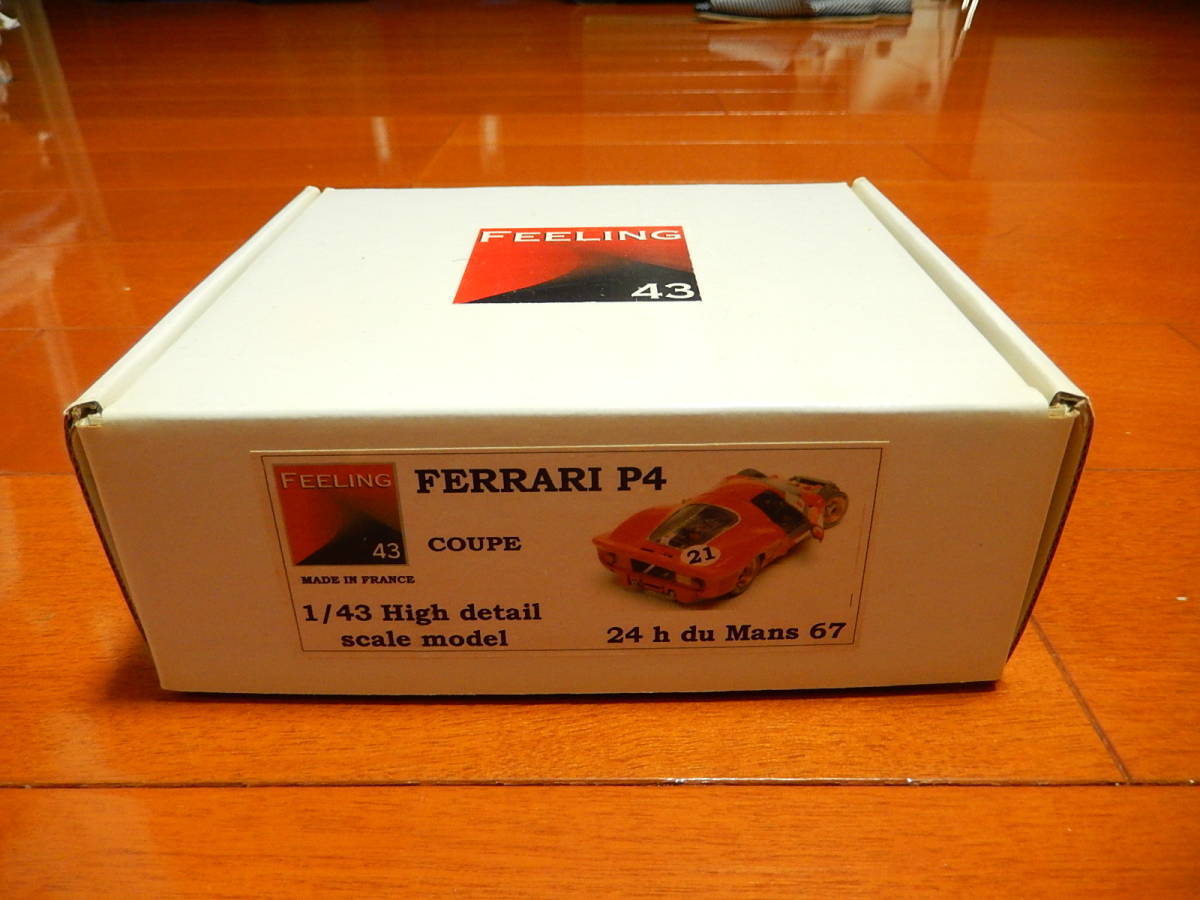 FEELING
43
FEELING
43
MADE IN FRANCE
FERRARI P4
COUPE
21
1/43 High detail
scale model
24 h du Mans 67